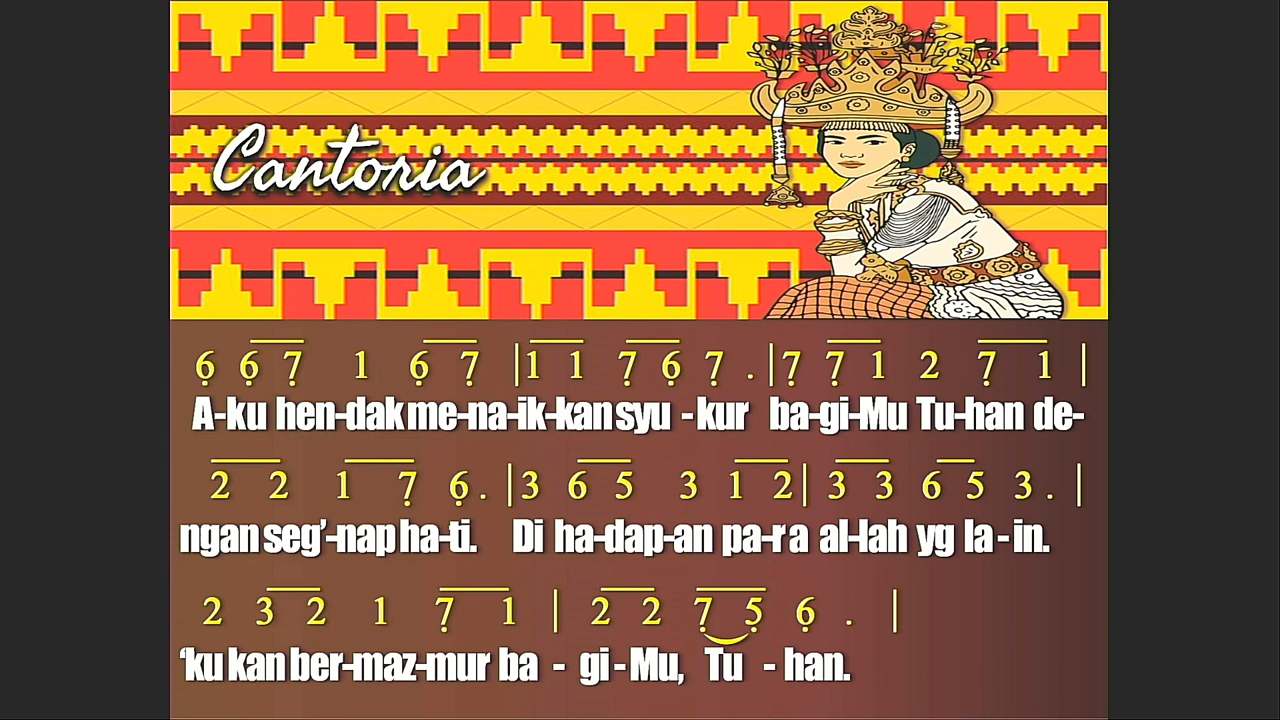 Cantoria
6̣ 6̣ 7̣ 1 6̣ 7̣ | 1 1 7̣ 6̣ 7̣ . | 7̣ 7̣ 1 2 7̣ 1 |
A-ku hen-dak me-na-ik-kan syu - kur ba-gi-Mu Tu-han de-
2 2 1 7̣ 6̣ . | 3 6 5 3 1 2 | 3 3 6 5 3 . |
ngan seg’-nap ha-ti. Di ha-dap-an pa-ra al-lah yg la-in.
2 3 2 1 7̣ 1 | 2 2 7̣ 5̣ 6̣ . |
‘ku kan ber-maz-mur ba - gi-Mu, Tu - han.